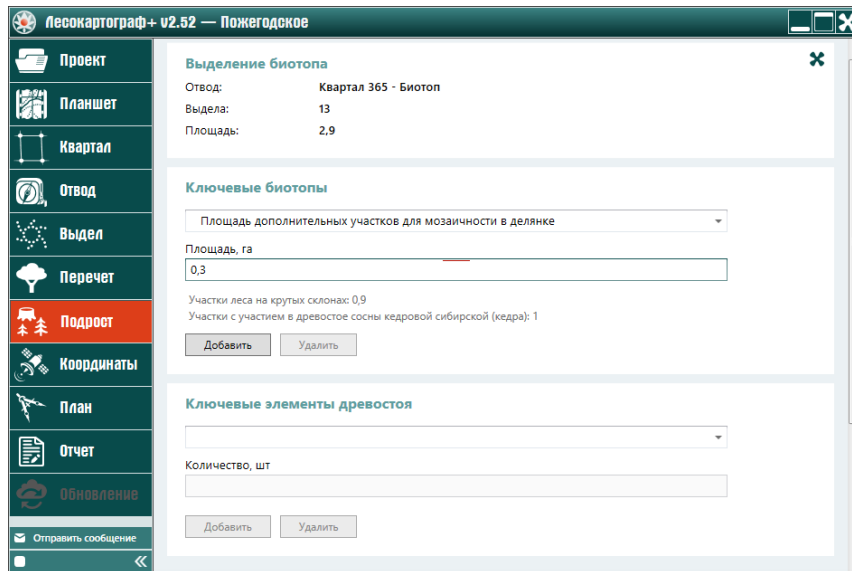 Лесокартограф+ v2.52 — Пожегодское
Проект
Планшет
Квартал
Отвод
Выдел
Перечет
Подрост
Координаты
План
Отчет
Обновление
Отправить сообщение
Выделение биотопа
Отвод: Квартал 365 - Биотоп
Выдела: 13
Площадь: 2,9
Ключевые биотопы
Площадь дополнительных участков для мозаичности в делянке
Площадь, га
0,3
Участки леса на крутых склонах: 0,9
Участки с участием в древостое сосны кедровой сибирской (кедра): 1
Добавить Удалить
Ключевые элементы древостоя
Количество, шт
Добавить Удалить